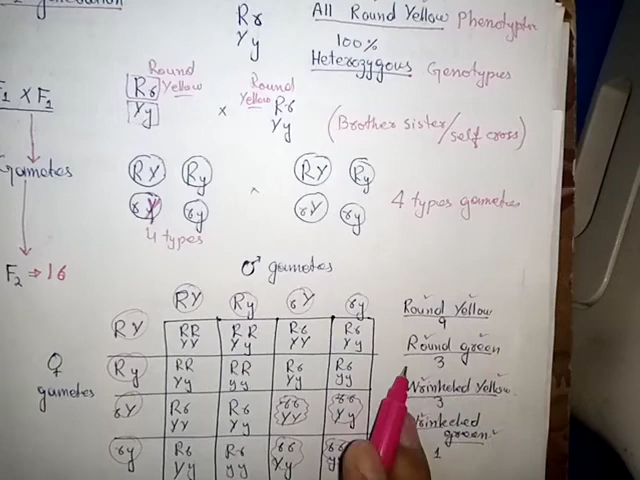 Rr All Round Yellow Phenotypes
Yy 100%
Heterozygous Genotypes
Round Yellow Round Yellow
F1 X F1 Rr x Rr
Yy Yy
(Brother sister/self cross)
Gametes RY Ry x RY Ry
rY ry rY ry 4 types gametes
4 types
F2 ⇒ 16
♂ gametes
RY Ry rY ry
RY RR RR Rr Rr
YY Yy YY Yy
♀ gametes
Ry RR RR Rr Rr
Yy yy Yy yy
rY Rr Rr rr rr
YY Yy YY Yy
ry Rr Rr rr rr
Yy yy Yy
Round Yellow
9
Round green
3
Wrinkeled Yellow
3
Wrinkeled
green
1